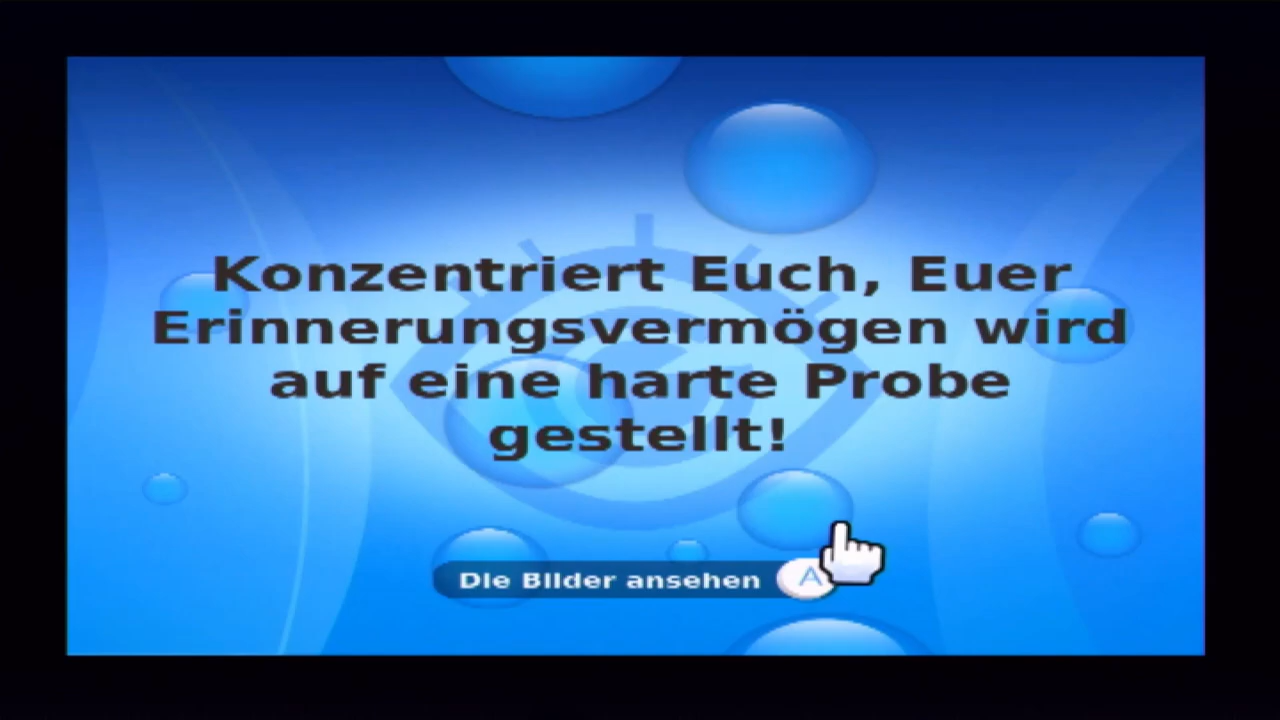 Konzentriert Euch, Euer
Erinnerungsvermögen wird
auf eine harte Probe
gestellt!
Die Bilder ansehen A